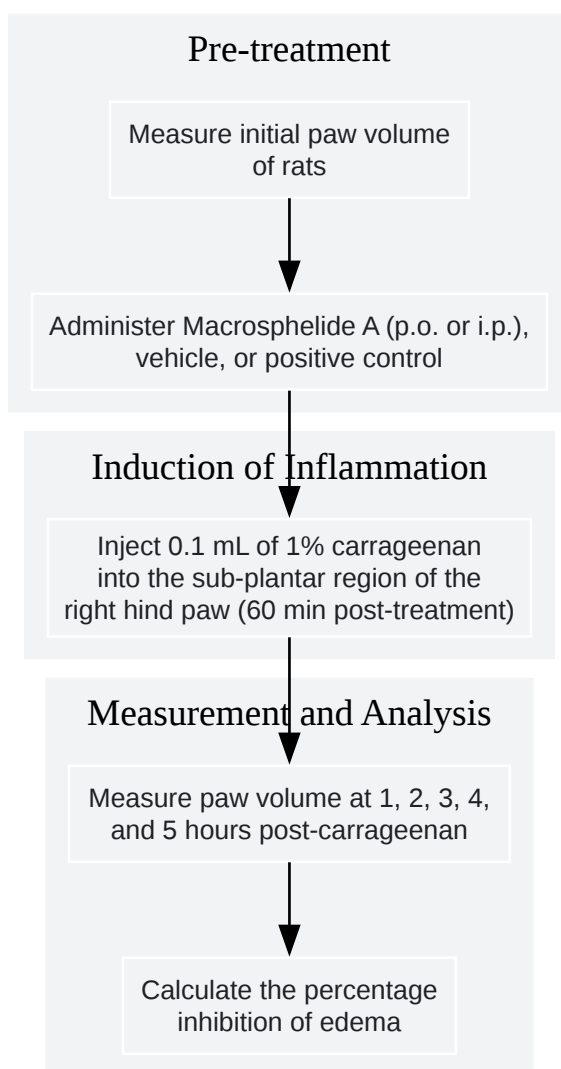 Pre-treatment
Measure initial paw volume
of rats
Administer Macrosphelide A (p.o. or i.p.),
vehicle, or positive control
Induction of Inflammation
Inject 0.1 mL of 1% carrageenan
into the sub-plantar region of the
right hind paw (60 min post-treatment)
Measurement and Analysis
Measure paw volume at 1, 2, 3, 4,
and 5 hours post-carrageenan
Calculate the percentage
inhibition of edema